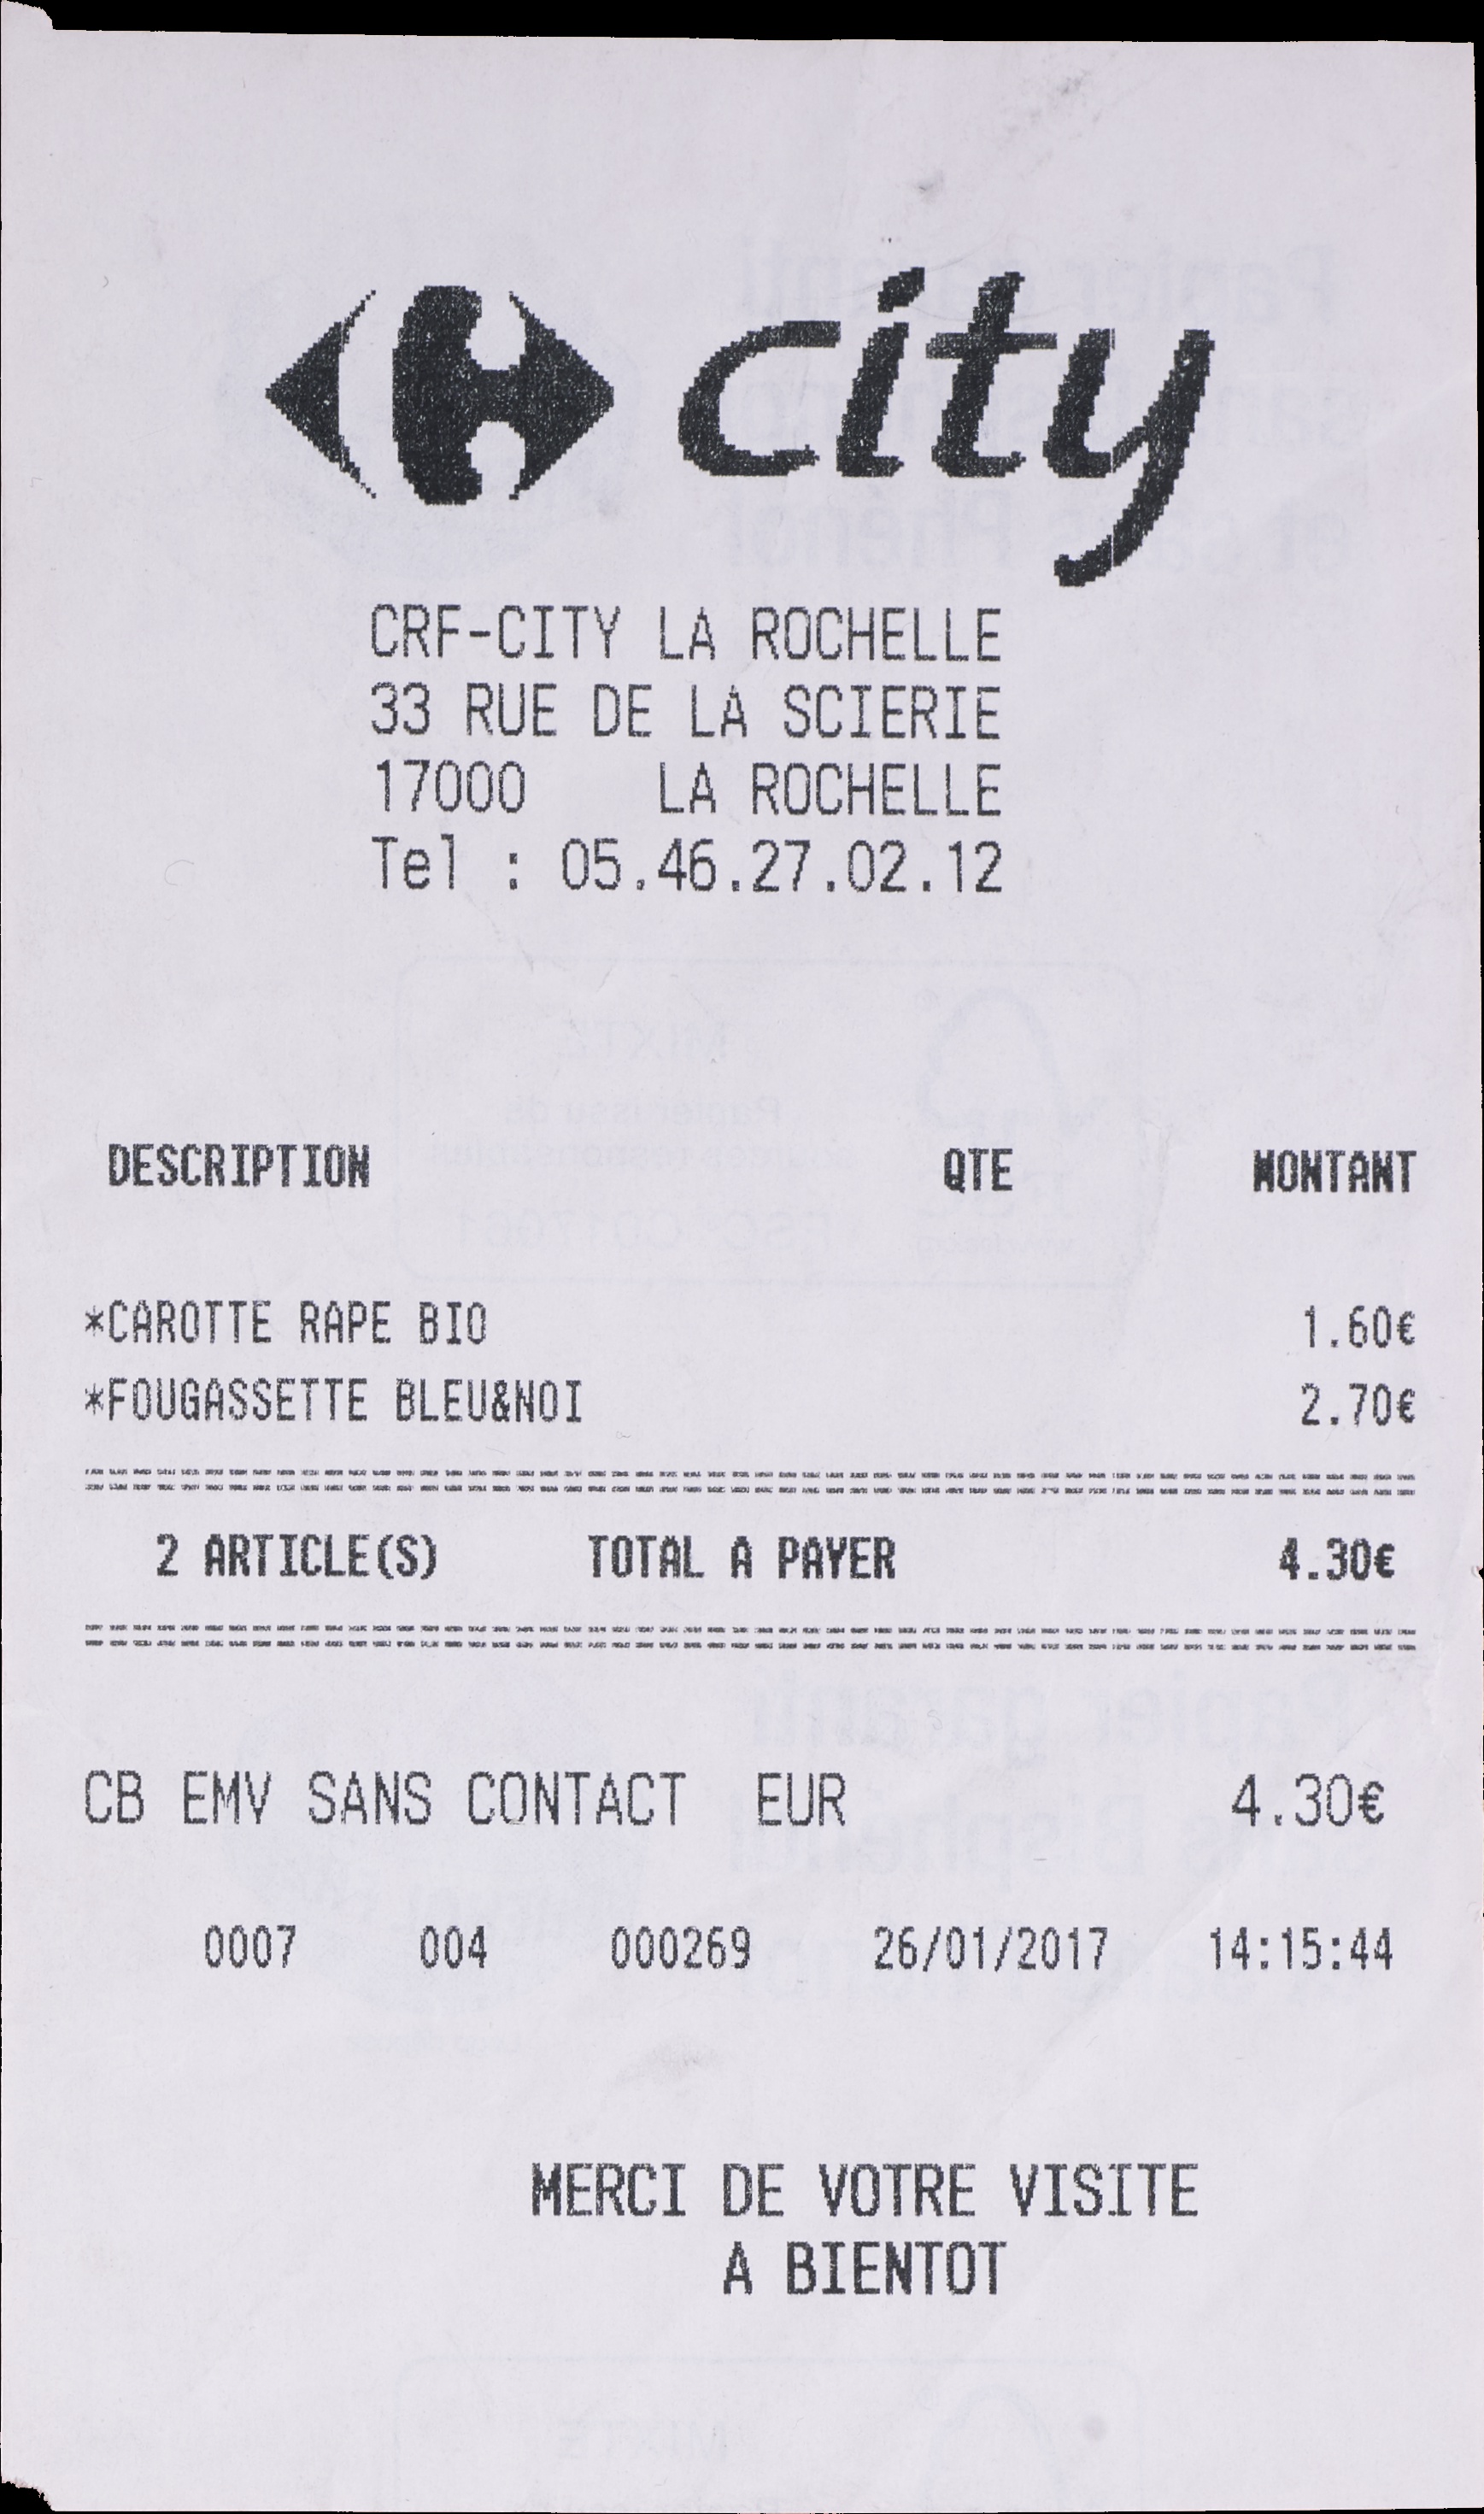 city
CRF-CITY LA ROCHELLE
33 RUE DE LA SCIERIE
17000 LA ROCHELLE
Tel : 05.46.27.02.12
DESCRIPTION QTE MONTANT
*CAROTTE RAPE BIO 1.60€
*FOUGASSETTE BLEU&NOI 2.70€
2 ARTICLE(S) TOTAL A PAYER 4.30€
CB EMV SANS CONTACT EUR 4.30€
0007 004 000269 26/01/2017 14:15:44
MERCI DE VOTRE VISITE
A BIENTOT